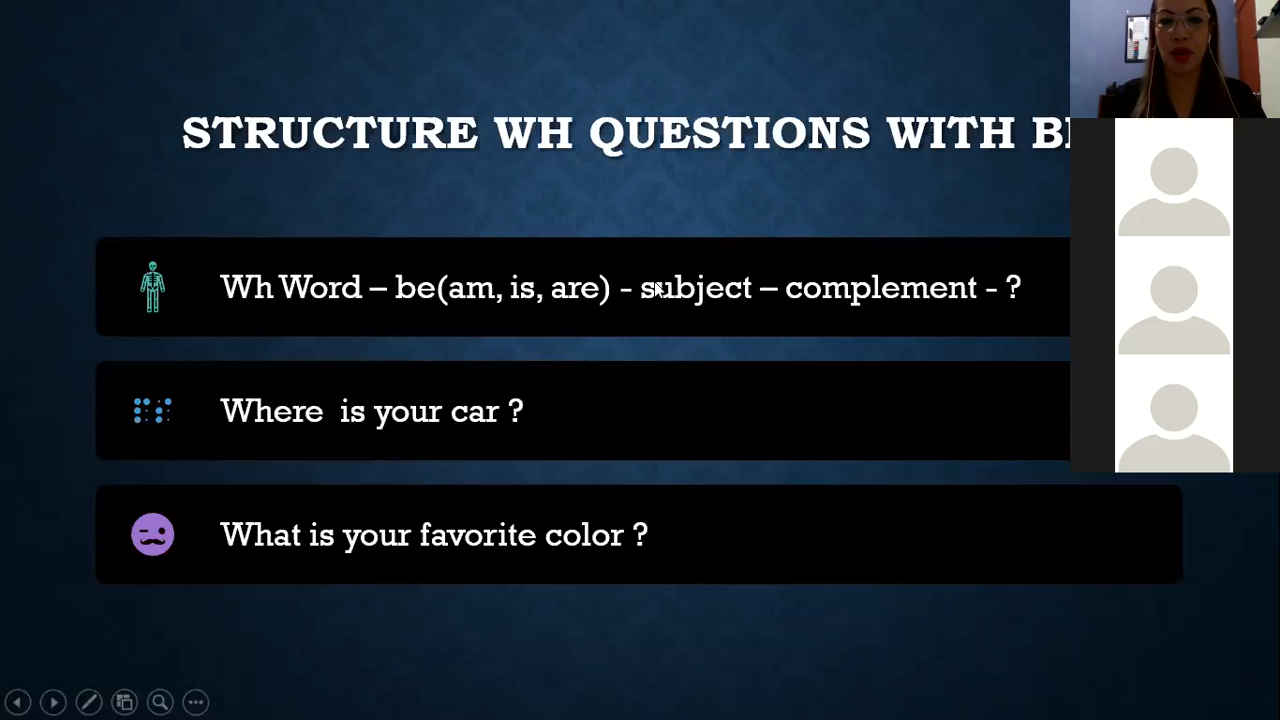 STRUCTURE WH QUESTIONS WITH
Wh Word – be(am, is, are) - subject – complement - ?
Where is your car ?
What is your favorite color ?